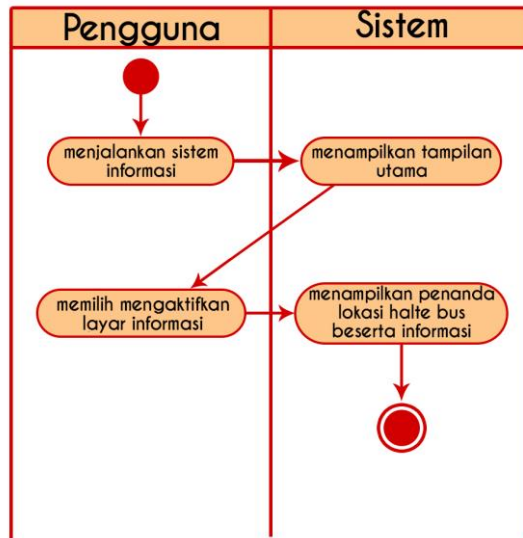 Pengguna
Sistem
menjalankan sistem
informasi
menampilkan tampilan
utama
memilih mengaktifkan
layar informasi
menampilkan penanda
lokasi halte bus
beserta informasi